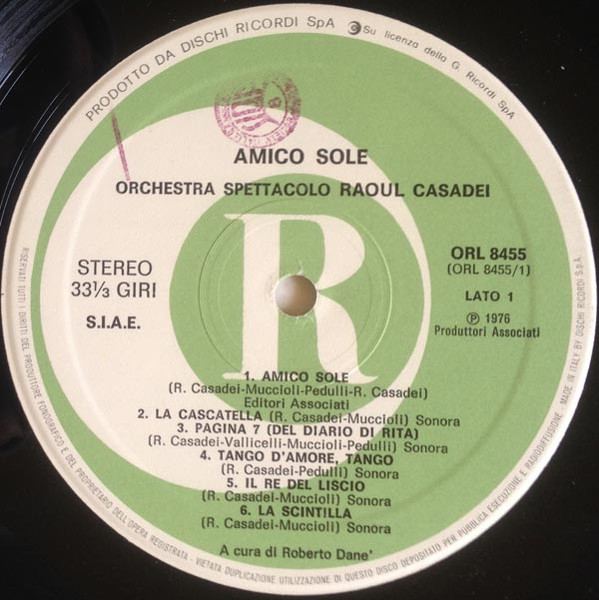 PRODOTTO DA DISCHI RICORDI SpA
Su licenza della G. Ricordi SpA
AMICO SOLE
ORCHESTRA SPETTACOLO RAOUL CASADEI
R
STEREO
33⅓ GIRI
S.I.A.E.
ORL 8455
(ORL 8455/1)
LATO 1
℗ 1976
Produttori Associati
1. AMICO SOLE
(R. Casadei-Muccioli-Pedulli-R. Casadei)
Editori Associati
2. LA CASCATELLA (R. Casadei-Muccioli) Sonora
3. PAGINA 7 (DEL DIARIO DI RITA)
(R. Casadei-Vallicelli-Muccioli-Pedulli) Sonora
4. TANGO D'AMORE, TANGO
(R. Casadei-Pedulli) Sonora
5. IL RE DEL LISCIO
(R. Casadei-Muccioli) Sonora
6. LA SCINTILLA
(R. Casadei-Muccioli) Sonora
A cura di Roberto Dane'
RISERVATI TUTTI I DIRITTI DEL PRODUTTORE FONOGRAFICO E DEL PROPRIETARIO DELL'OPERA REGISTRATA - VIETATA DUPLICAZIONE UTILIZZAZIONE DI QUESTO DISCO DEPOSITATO PER PUBBLICA ESECUZIONE E RADIODIFFUSIONE - MADE IN ITALY BY DISCHI RICORDI S.p.A.